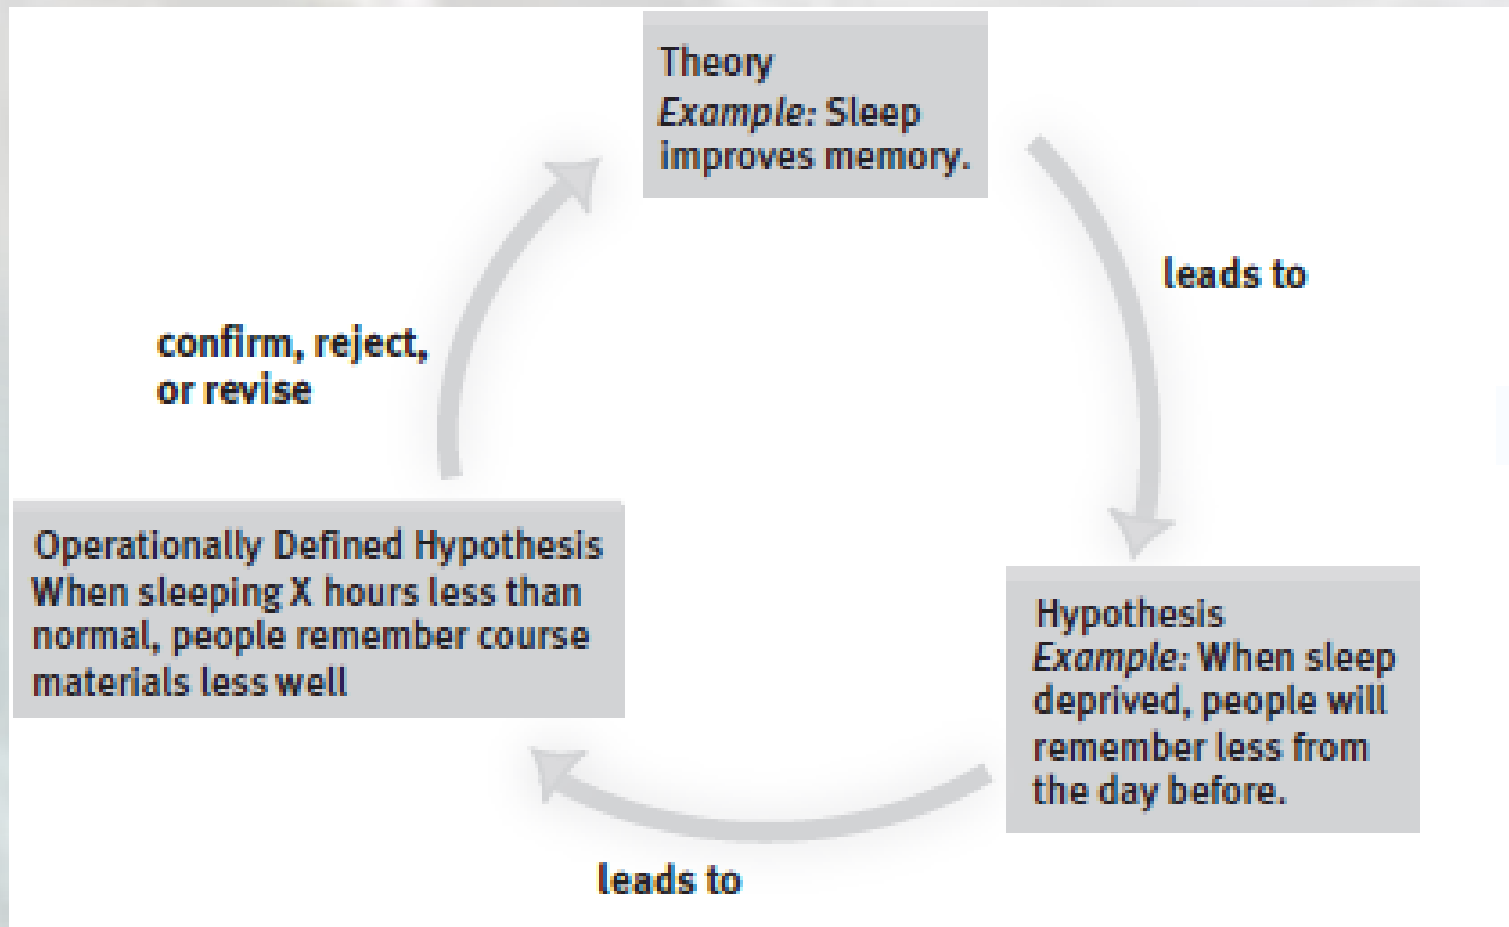 Theory
Example: Sleep
improves memory.
leads to
Hypothesis
Example: When sleep
deprived, people will
remember less from
the day before.
leads to
Operationally Defined Hypothesis
When sleeping X hours less than
normal, people remember course
materials less well
confirm, reject,
or revise